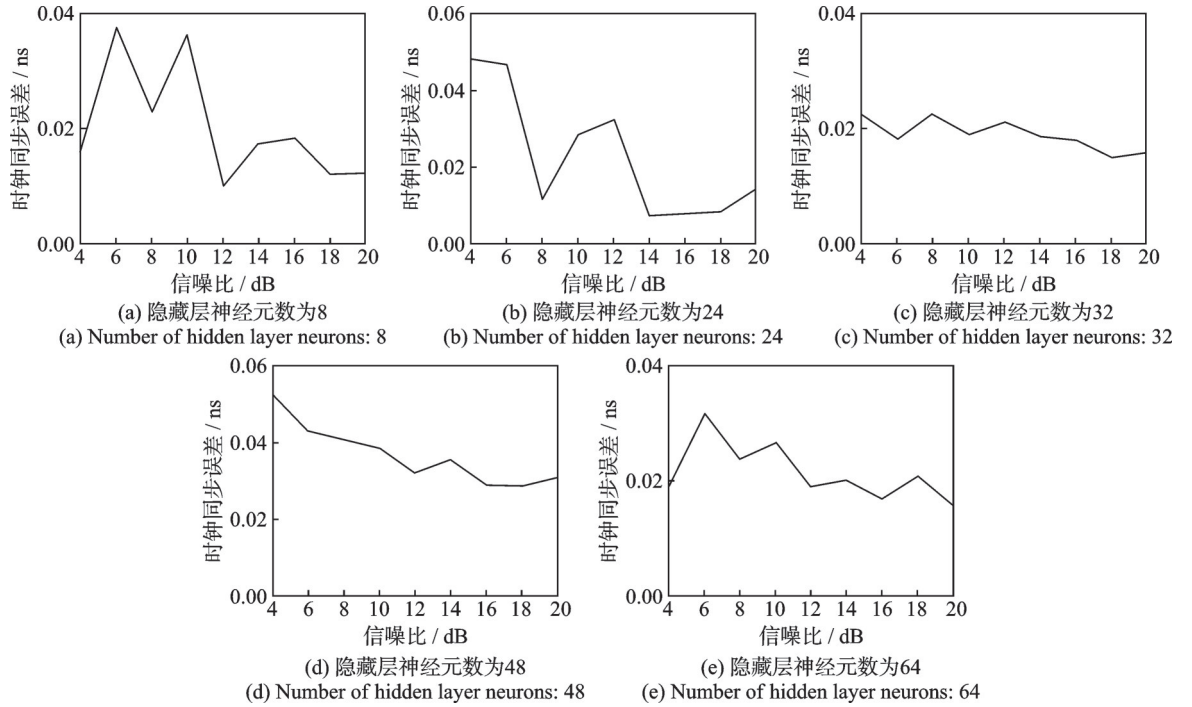 0.04
0.02
0.00
时钟同步误差 / ns
4 6 8 10 12 14 16 18 20
信噪比 / dB
(a) 隐藏层神经元数为8
(a) Number of hidden layer neurons: 8
0.06
0.04
0.02
0.00
时钟同步误差 / ns
4 6 8 10 12 14 16 18 20
信噪比 / dB
(b) 隐藏层神经元数为24
(b) Number of hidden layer neurons: 24
0.04
0.02
0.00
时钟同步误差 / ns
4 6 8 10 12 14 16 18 20
信噪比 / dB
(c) 隐藏层神经元数为32
(c) Number of hidden layer neurons: 32
0.06
0.04
0.02
0.00
时钟同步误差 / ns
4 6 8 10 12 14 16 18 20
信噪比 / dB
(d) 隐藏层神经元数为48
(d) Number of hidden layer neurons: 48
0.04
0.02
0.00
时钟同步误差 / ns
4 6 8 10 12 14 16 18 20
信噪比 / dB
(e) 隐藏层神经元数为64
(e) Number of hidden layer neurons: 64